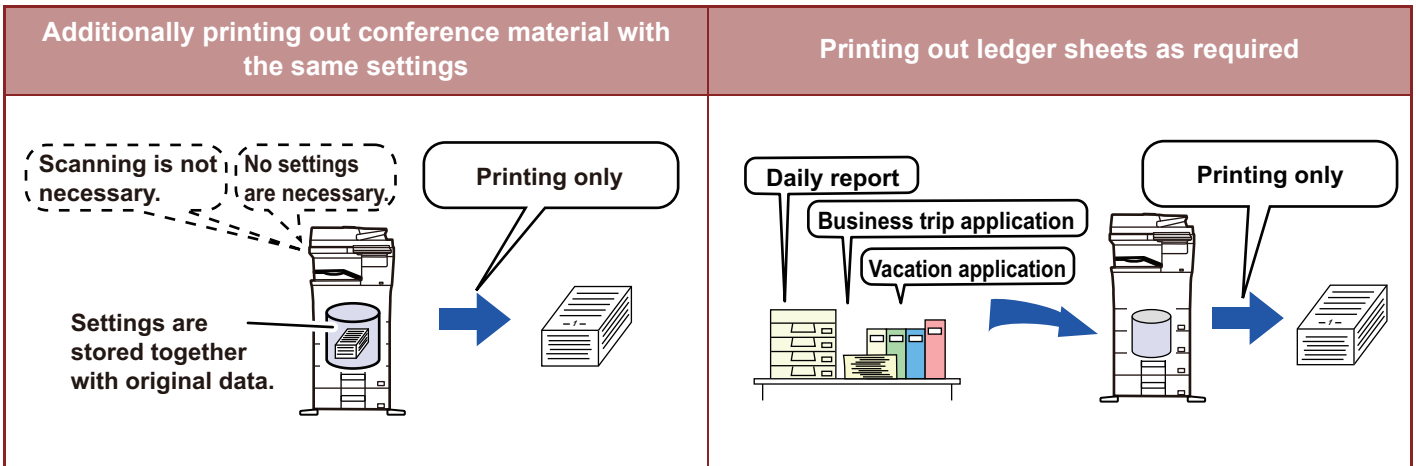 Additionally printing out conference material with
the same settings
Printing out ledger sheets as required
Scanning is not
necessary.
No settings
are necessary.
Printing only
Settings are
stored together
with original data.
-1-
Daily report
Business trip application
Vacation application
Printing only
-1-